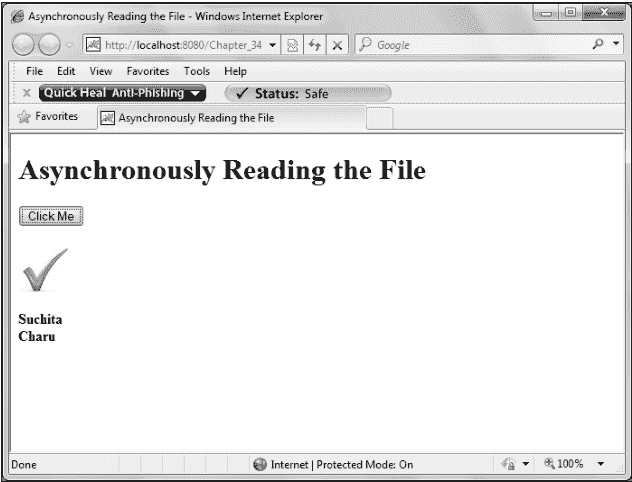 Asynchronously Reading the File - Windows Internet Explorer
http://localhost:8080/Chapter_34
Google
File Edit View Favorites Tools Help
Quick Heal Anti-Phishing
Status: Safe
Favorites
Asynchronously Reading the File
Asynchronously Reading the File
Click Me
Suchita
Charu
Done
Internet | Protected Mode: On
100%